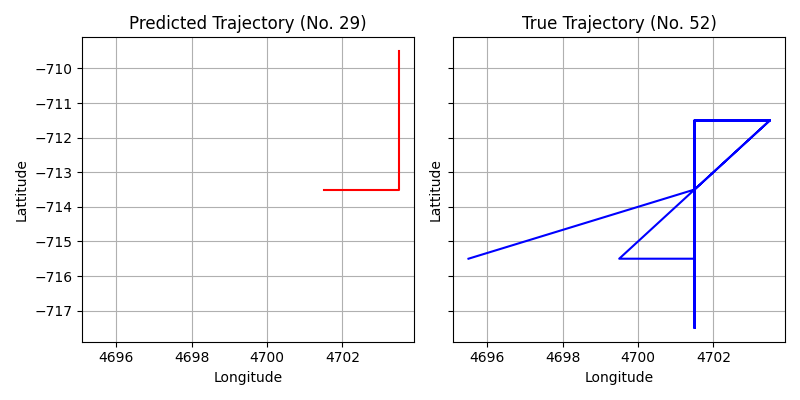 Predicted Trajectory (No. 29)
True Trajectory (No. 52)
−710
−711
−712
−713
−714
−715
−716
−717
Lattitude
Lattitude
4696 4698 4700 4702
4696 4698 4700 4702
Longitude
Longitude